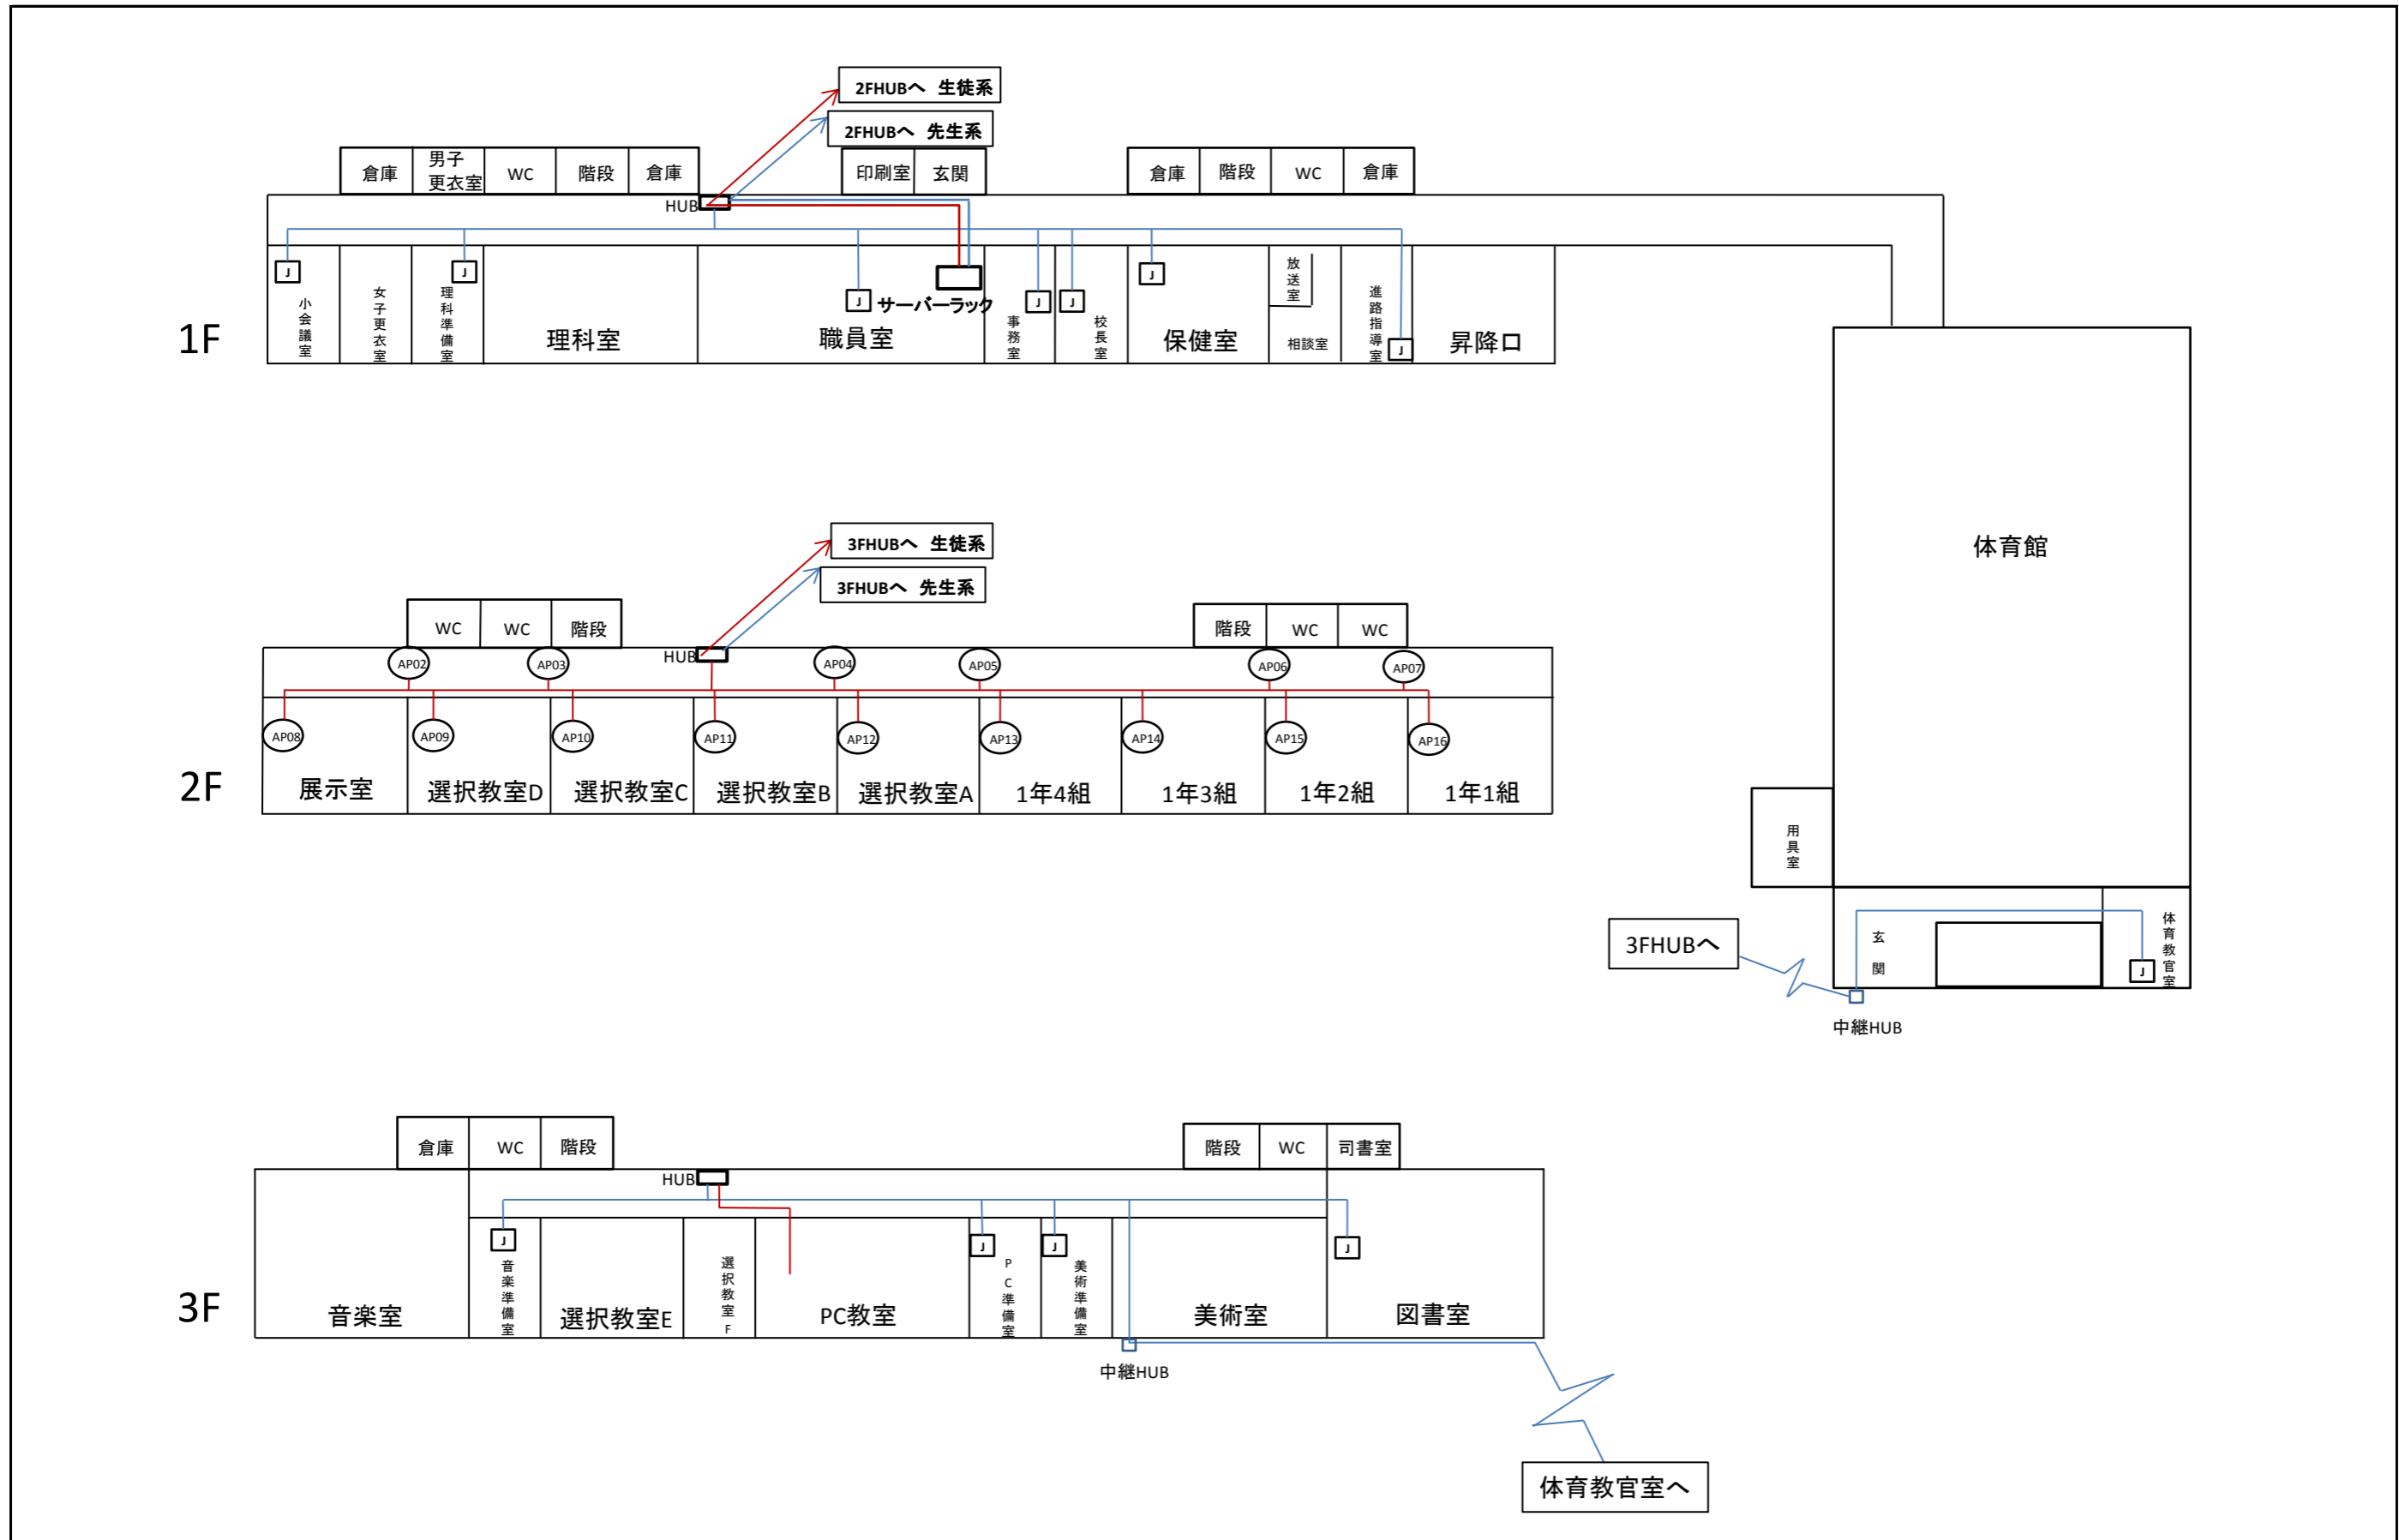 2FHUBへ 生徒系
2FHUBへ 先生系
倉庫
男子
更衣室
WC
階段
倉庫
印刷室
玄関
倉庫
階段
WC
倉庫
HUB
J
J
J
サーバーラック
J
J
J
J
1F
小会議室
女子更衣室
理科準備室
理科室
職員室
事務室
校長室
保健室
放送室
相談室
進路指導室
昇降口
体育館
3FHUBへ 生徒系
3FHUBへ 先生系
WC
WC
階段
階段
WC
WC
HUB
AP02
AP03
AP04
AP05
AP06
AP07
AP08
AP09
AP10
AP11
AP12
AP13
AP14
AP15
AP16
2F
展示室
選択教室D
選択教室C
選択教室B
選択教室A
1年4組
1年3組
1年2組
1年1組
用具室
3FHUBへ
玄関
体育教官室
J
中継HUB
倉庫
WC
階段
階段
WC
司書室
HUB
J
J
J
J
3F
音楽室
音楽準備室
選択教室E
選択教室F
PC教室
PC準備室
美術準備室
美術室
図書室
中継HUB
体育教官室へ